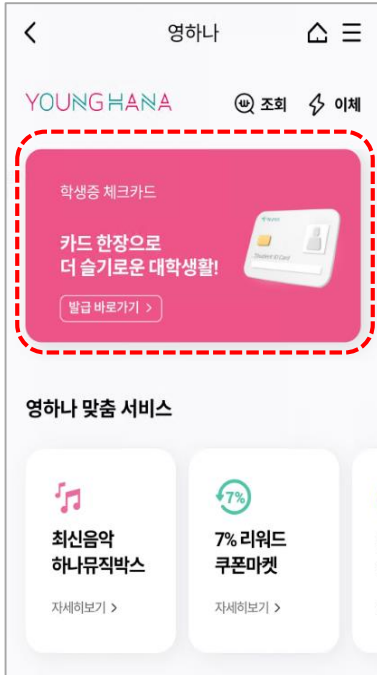 영하나
YOUNG HANA
조회
이체
학생증 체크카드
카드 한장으로
더 슬기로운 대학생활!
Student ID Card
발급 바로가기 >
영하나 맞춤 서비스
최신음악
하나뮤직박스
자세히보기 >
7%
7% 리워드
쿠폰마켓
자세히보기 >